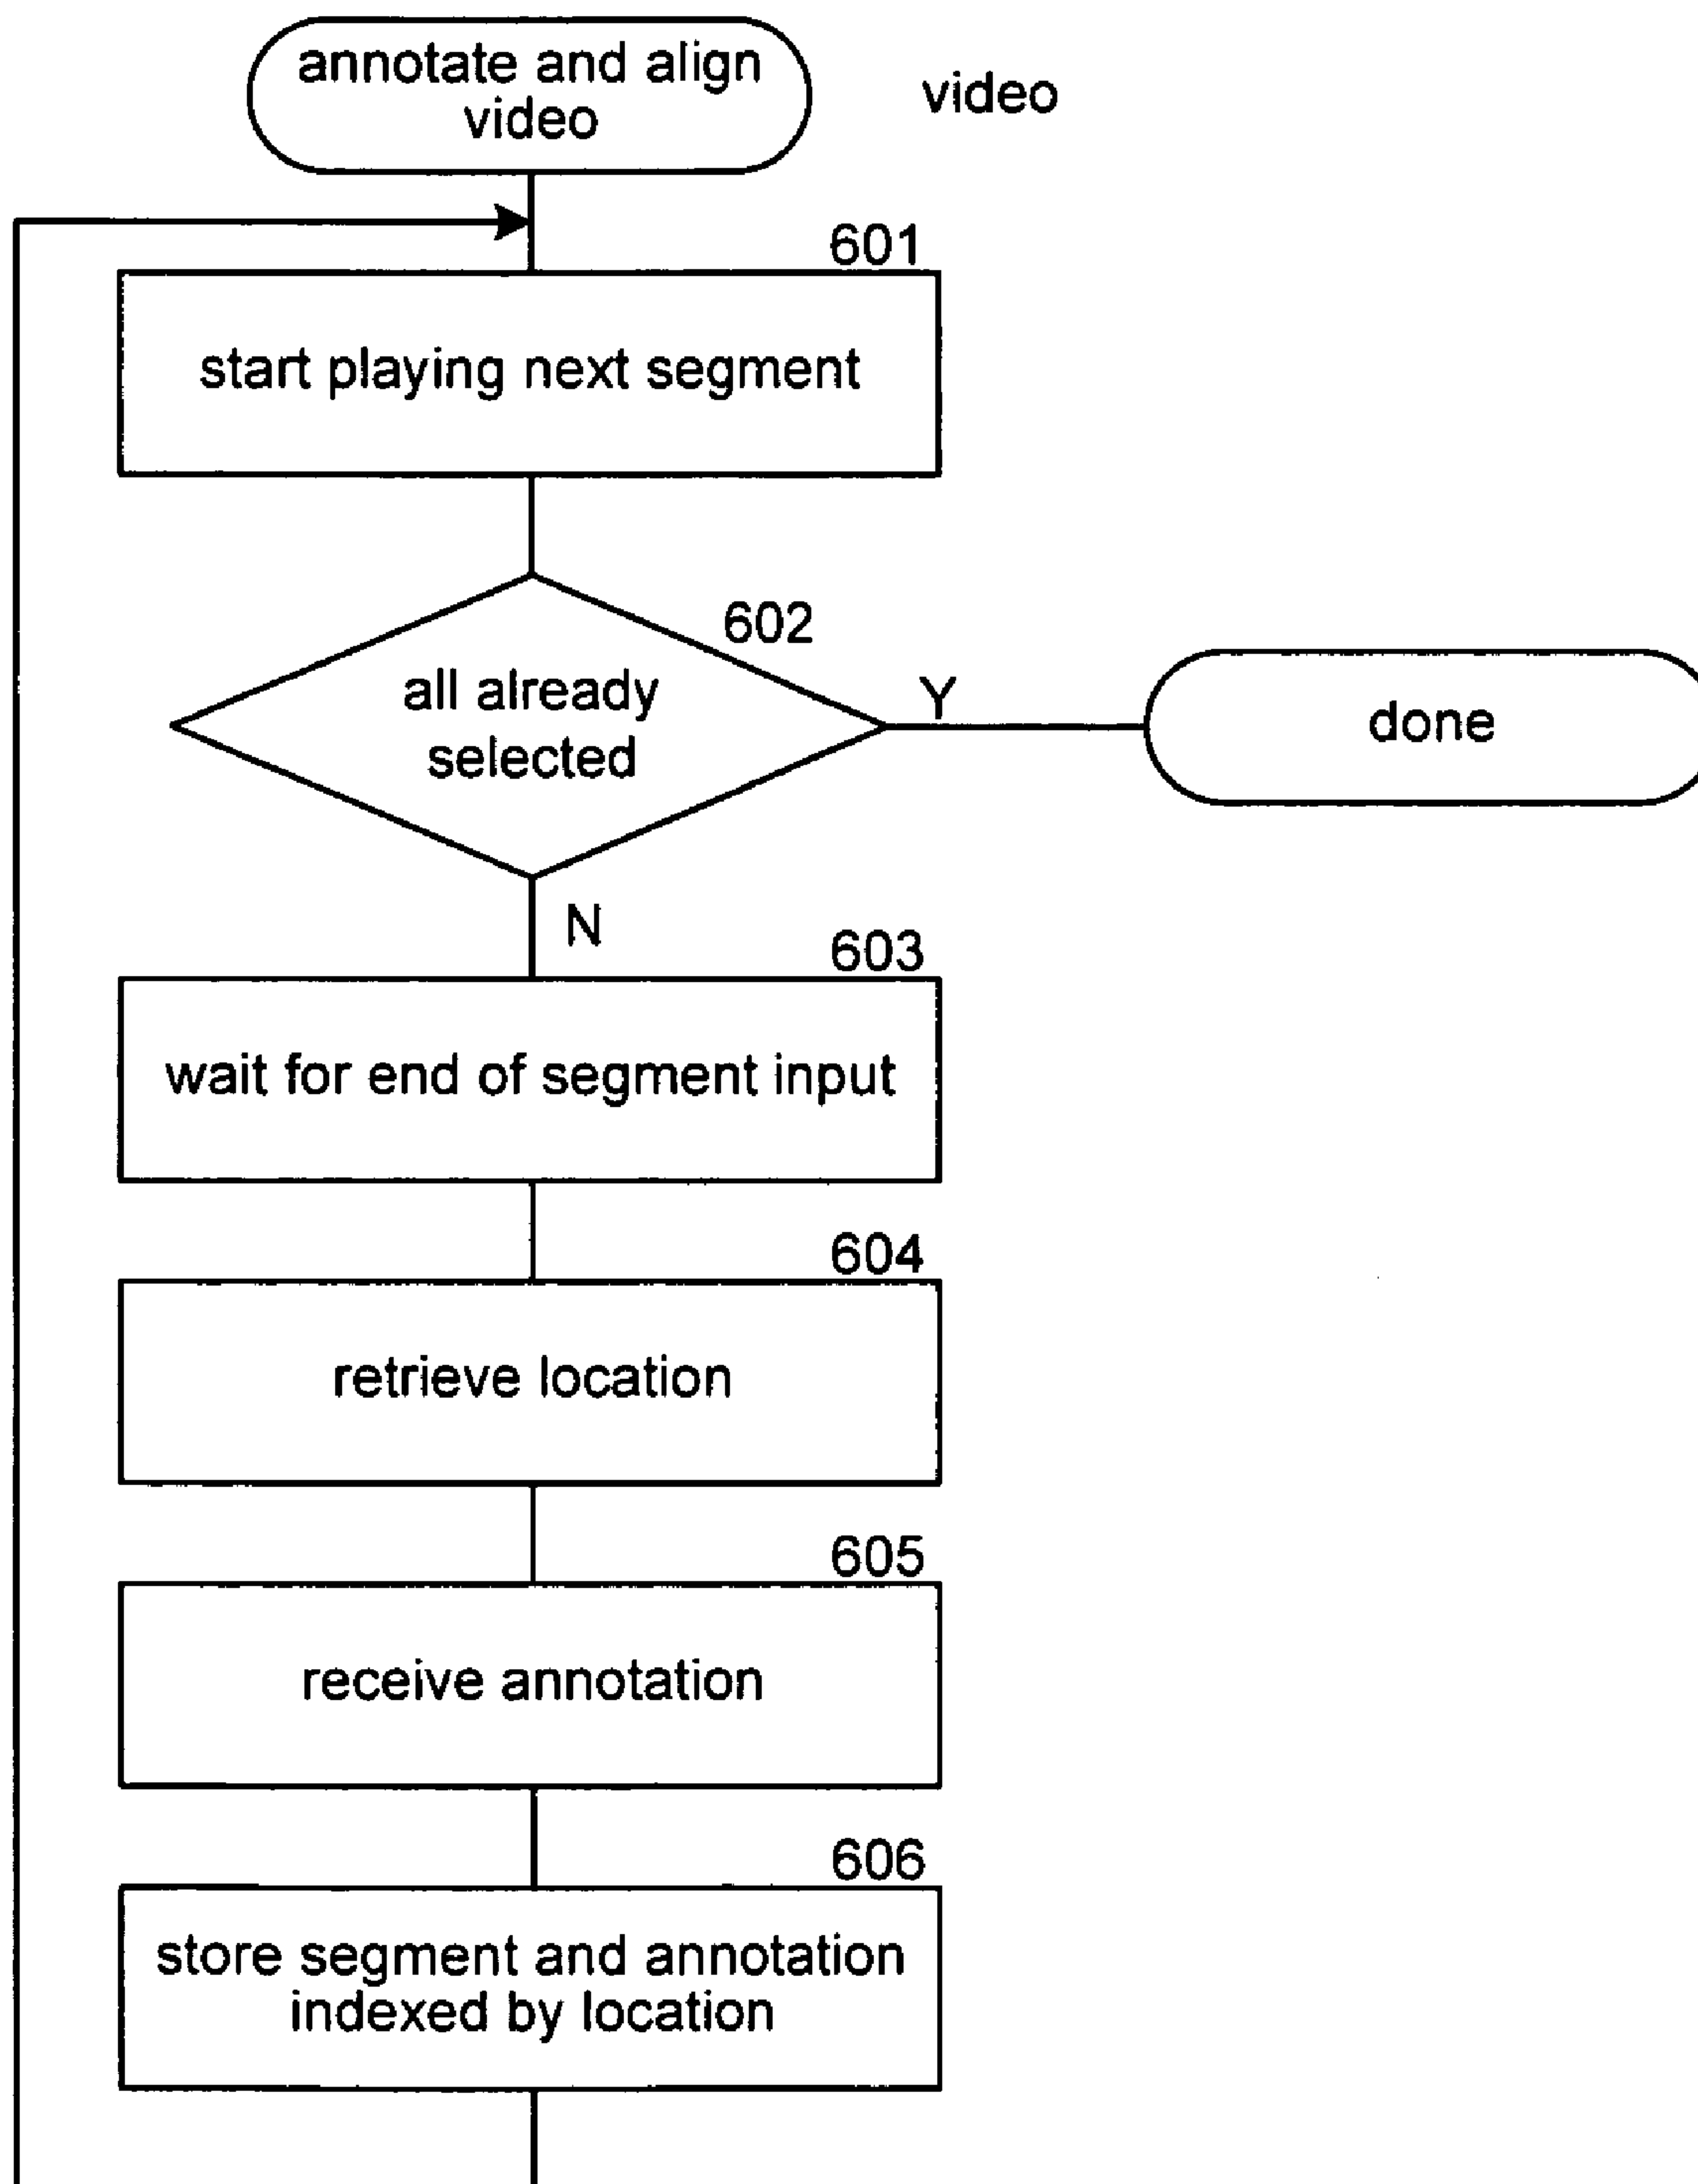 annotate and align
video
video
601
start playing next segment
602
all already
selected
Y
done
N
603
wait for end of segment input
604
retrieve location
605
receive annotation
606
store segment and annotation
indexed by location